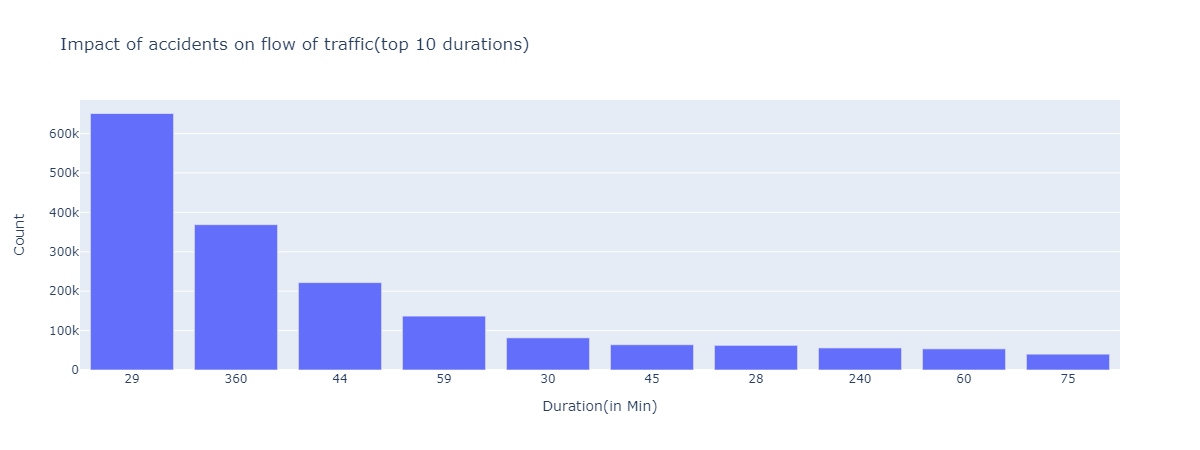 Impact of accidents on flow of traffic(top 10 durations)
Count
600k
500k
400k
300k
200k
100k
0
29 360 44 59 30 45 28 240 60 75
Duration(in Min)